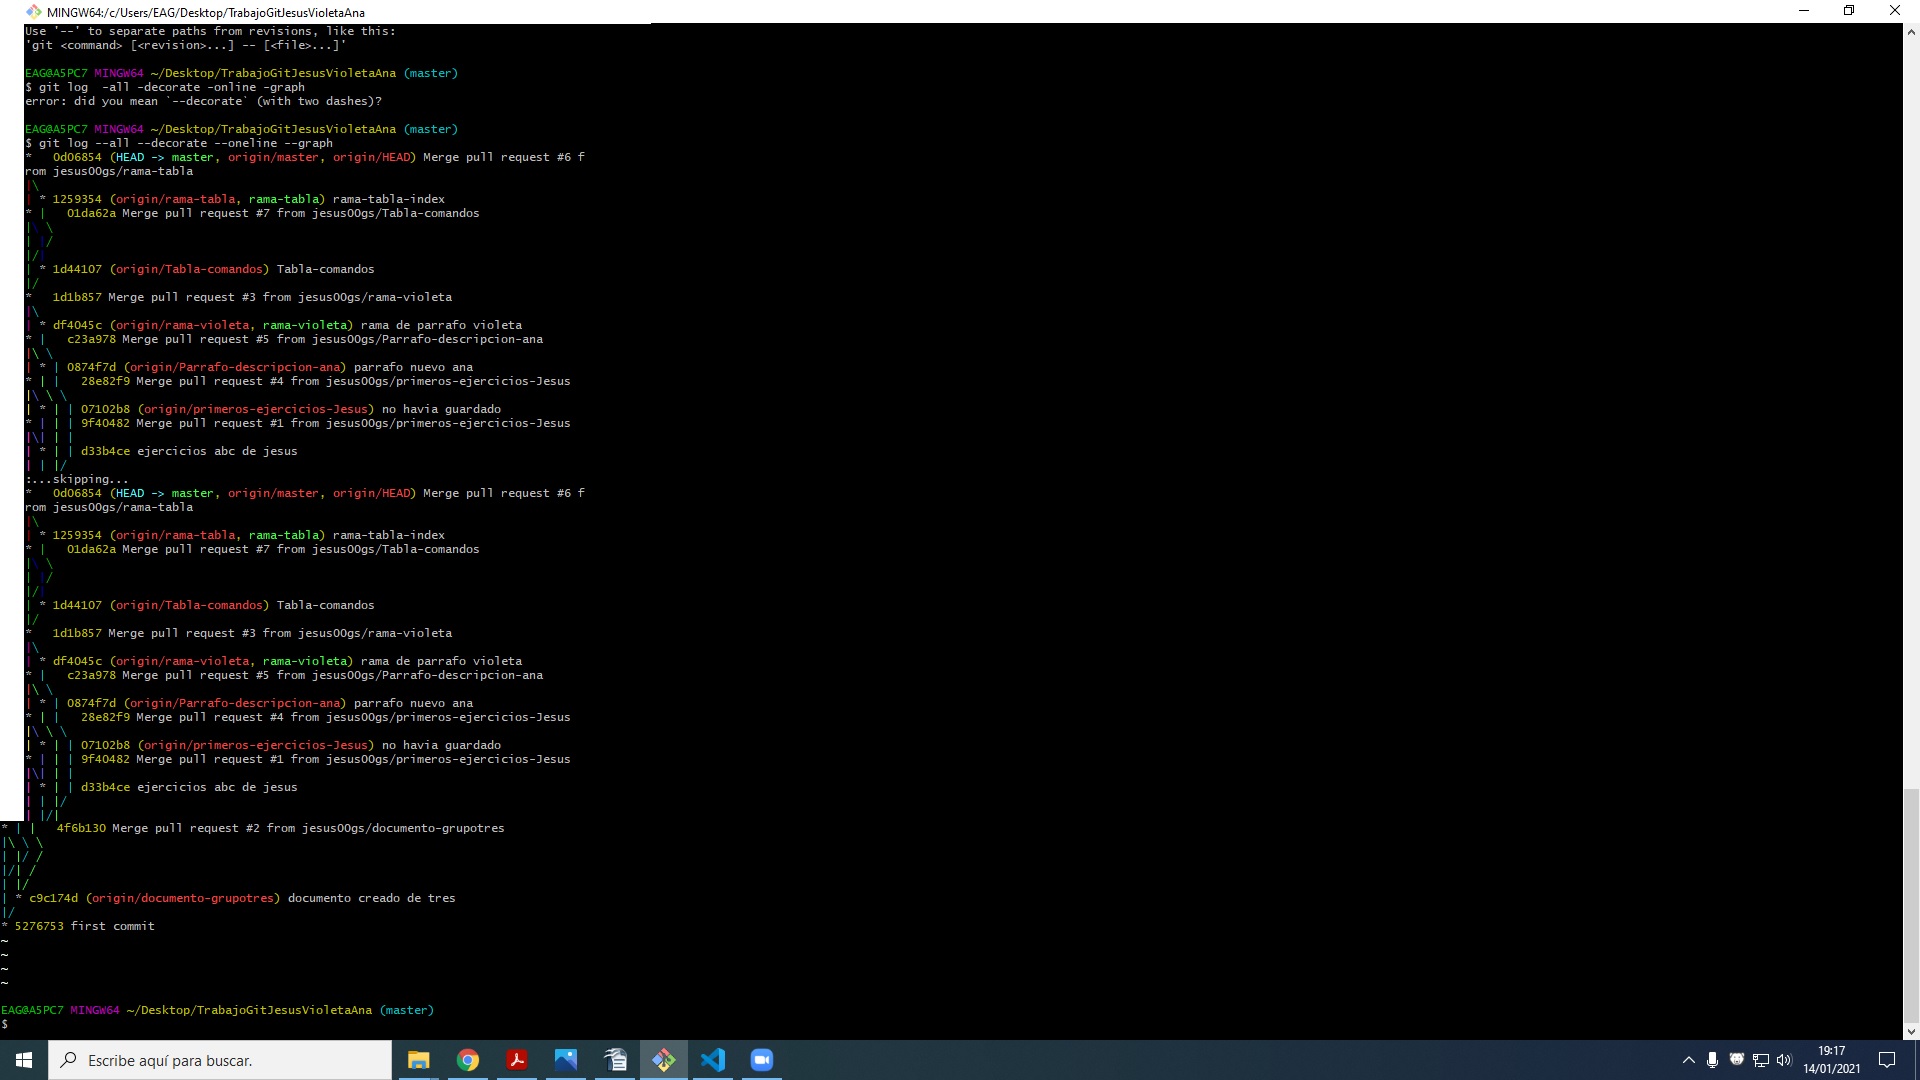 MINGW64:/c/Users/EAG/Desktop/TrabajoGitJesusVioletaAna
Use '--' to separate paths from revisions, like this:
'git <command> [<revision>...] -- [<file>...]'
EAG@A5PC7 MINGW64 ~/Desktop/TrabajoGitJesusVioletaAna (master)
$ git log  -all -decorate -online -graph
error: did you mean `--decorate` (with two dashes)?
EAG@A5PC7 MINGW64 ~/Desktop/TrabajoGitJesusVioletaAna (master)
$ git log --all --decorate --oneline --graph
*   0d06854 (HEAD -> master, origin/master, origin/HEAD) Merge pull request #6 f
rom jesus00gs/rama-tabla
|\
| * 1259354 (origin/rama-tabla, rama-tabla) rama-tabla-index
* |   01da62a Merge pull request #7 from jesus00gs/Tabla-comandos
|\ \
| |/
|/|
| * 1d44107 (origin/Tabla-comandos) Tabla-comandos
|/
*   1d1b857 Merge pull request #3 from jesus00gs/rama-violeta
|\
| * df4045c (origin/rama-violeta, rama-violeta) rama de parrafo violeta
* |   c23a978 Merge pull request #5 from jesus00gs/Parrafo-descripcion-ana
|\ \
| * | 0874f7d (origin/Parrafo-descripcion-ana) parrafo nuevo ana
* | |   28e82f9 Merge pull request #4 from jesus00gs/primeros-ejercicios-Jesus
|\ \ \
| * | | 07102b8 (origin/primeros-ejercicios-Jesus) no havia guardado
* | | | 9f40482 Merge pull request #1 from jesus00gs/primeros-ejercicios-Jesus
|\| | |
| * | | d33b4ce ejercicios abc de jesus
| | |/
:...skipping...
*   0d06854 (HEAD -> master, origin/master, origin/HEAD) Merge pull request #6 f
rom jesus00gs/rama-tabla
|\
| * 1259354 (origin/rama-tabla, rama-tabla) rama-tabla-index
* |   01da62a Merge pull request #7 from jesus00gs/Tabla-comandos
|\ \
| |/
|/|
| * 1d44107 (origin/Tabla-comandos) Tabla-comandos
|/
*   1d1b857 Merge pull request #3 from jesus00gs/rama-violeta
|\
| * df4045c (origin/rama-violeta, rama-violeta) rama de parrafo violeta
* |   c23a978 Merge pull request #5 from jesus00gs/Parrafo-descripcion-ana
|\ \
| * | 0874f7d (origin/Parrafo-descripcion-ana) parrafo nuevo ana
* | |   28e82f9 Merge pull request #4 from jesus00gs/primeros-ejercicios-Jesus
|\ \ \
| * | | 07102b8 (origin/primeros-ejercicios-Jesus) no havia guardado
* | | | 9f40482 Merge pull request #1 from jesus00gs/primeros-ejercicios-Jesus
|\| | |
| * | | d33b4ce ejercicios abc de jesus
| | |/
| |/|
* | |   4f6b130 Merge pull request #2 from jesus00gs/documento-grupotres
|\ \ \
| |/ /
|/| /
| |/
| * c9c174d (origin/documento-grupotres) documento creado de tres
|/
* 5276753 first commit
~
~
~
~
EAG@A5PC7 MINGW64 ~/Desktop/TrabajoGitJesusVioletaAna (master)
$
Escribe aquí para buscar.
19:17
14/01/2021